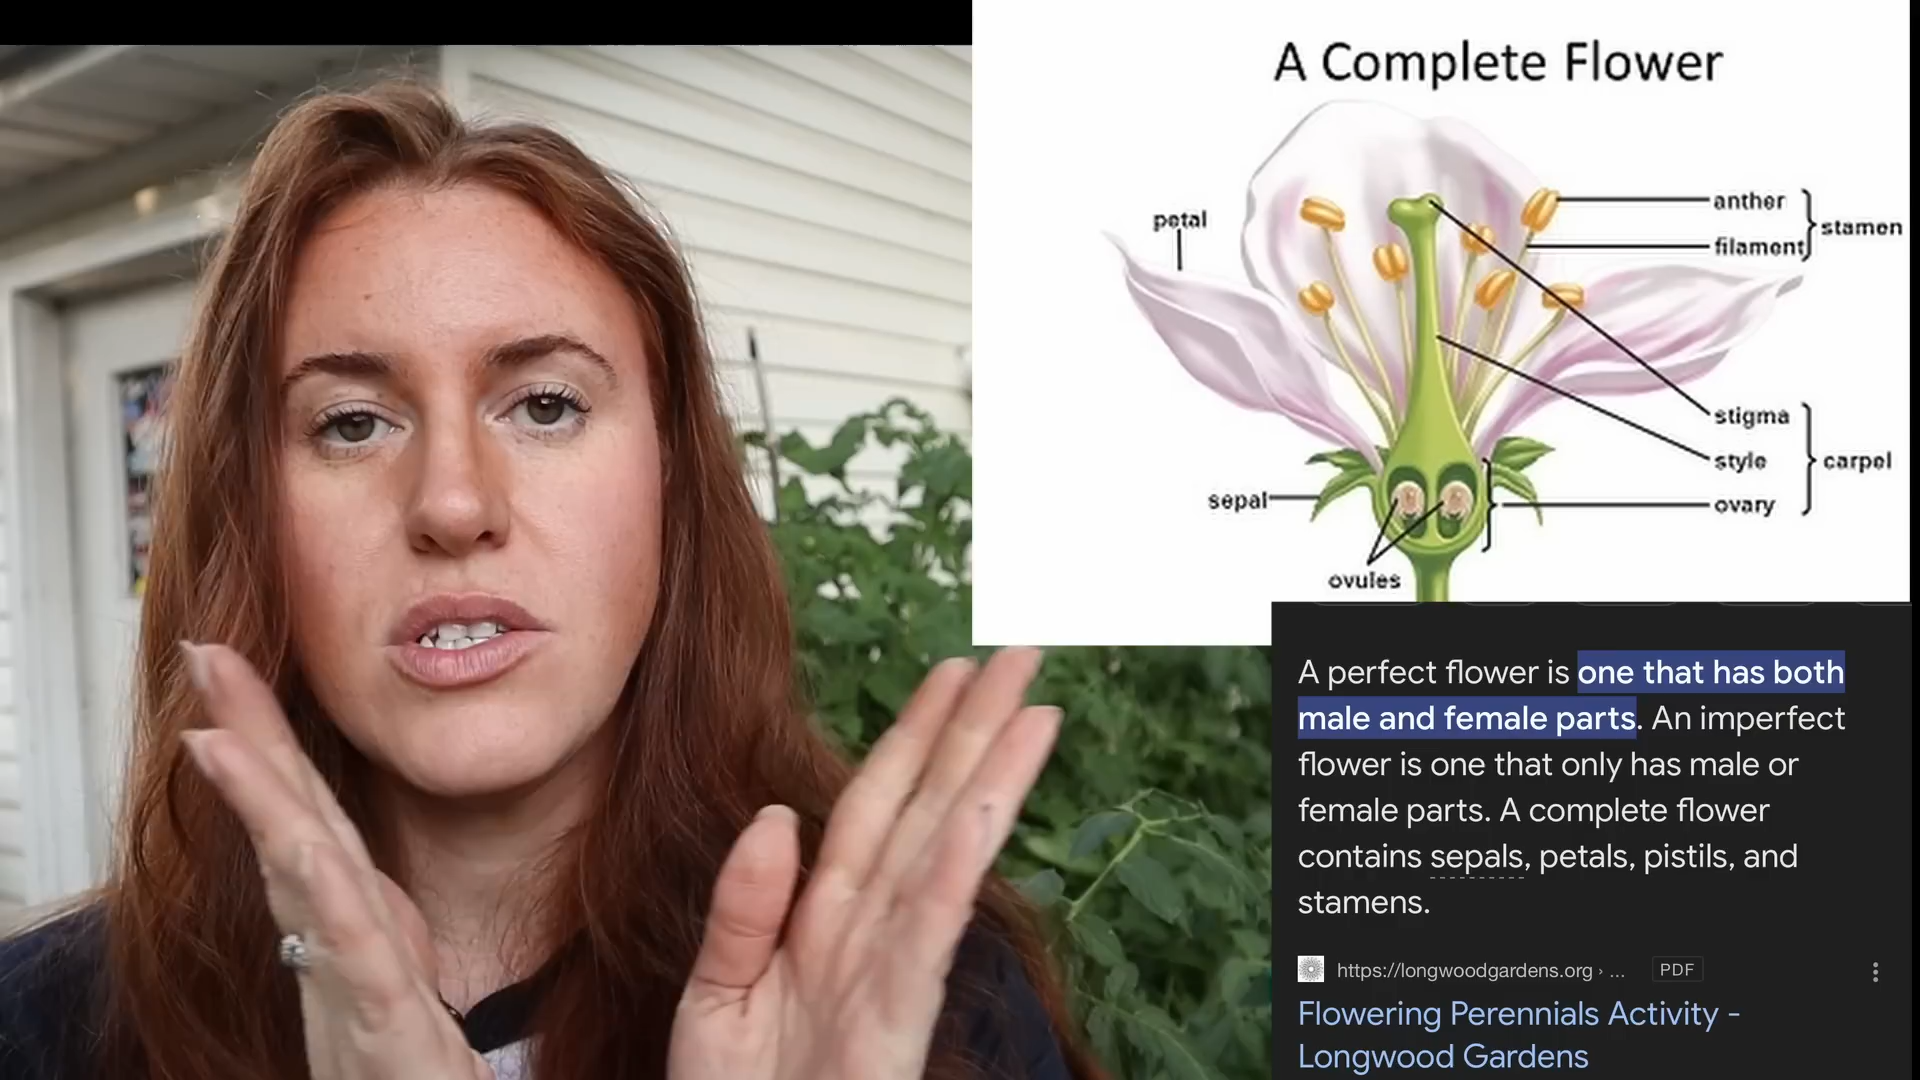 A Complete Flower
petal
anther
filament
stamen
stigma
style
carpel
sepal
ovary
ovules
A perfect flower is one that has both
male and female parts. An imperfect
flower is one that only has male or
female parts. A complete flower
contains sepals, petals, pistils, and
stamens.
https://longwoodgardens.org › ...
PDF
Flowering Perennials Activity -
Longwood Gardens